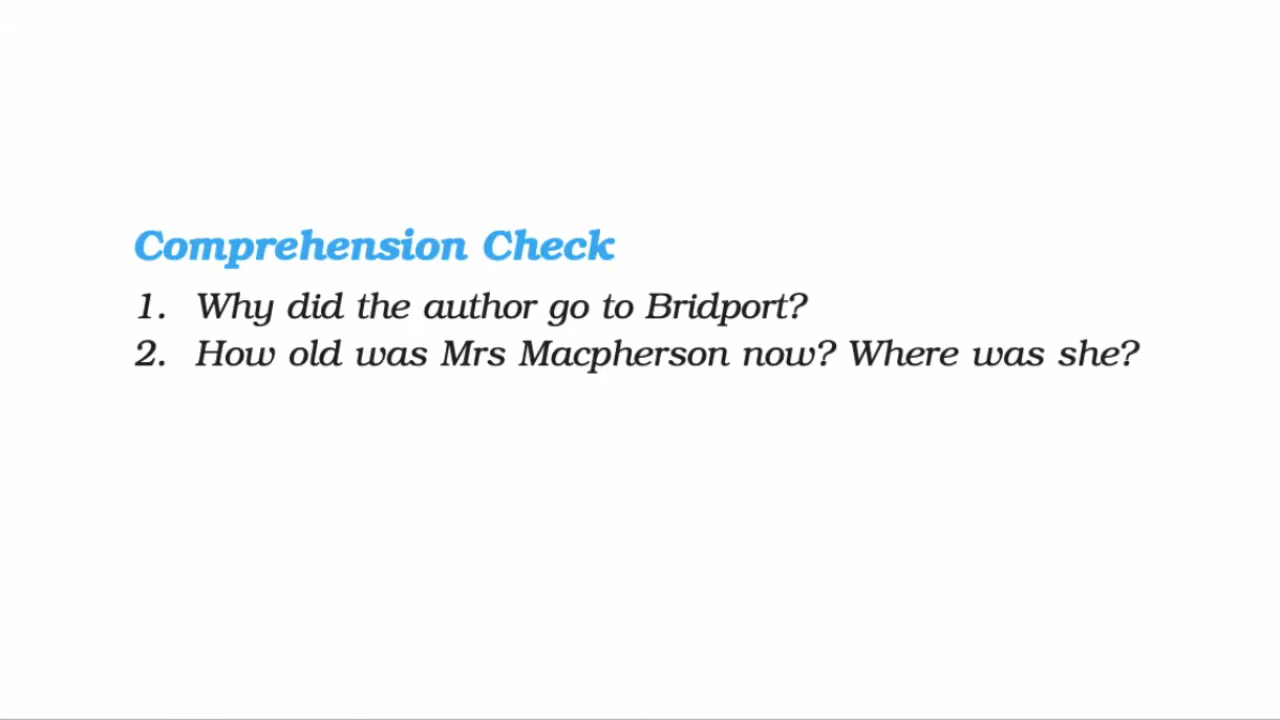 Comprehension Check
1. Why did the author go to Bridport?
2. How old was Mrs Macpherson now? Where was she?